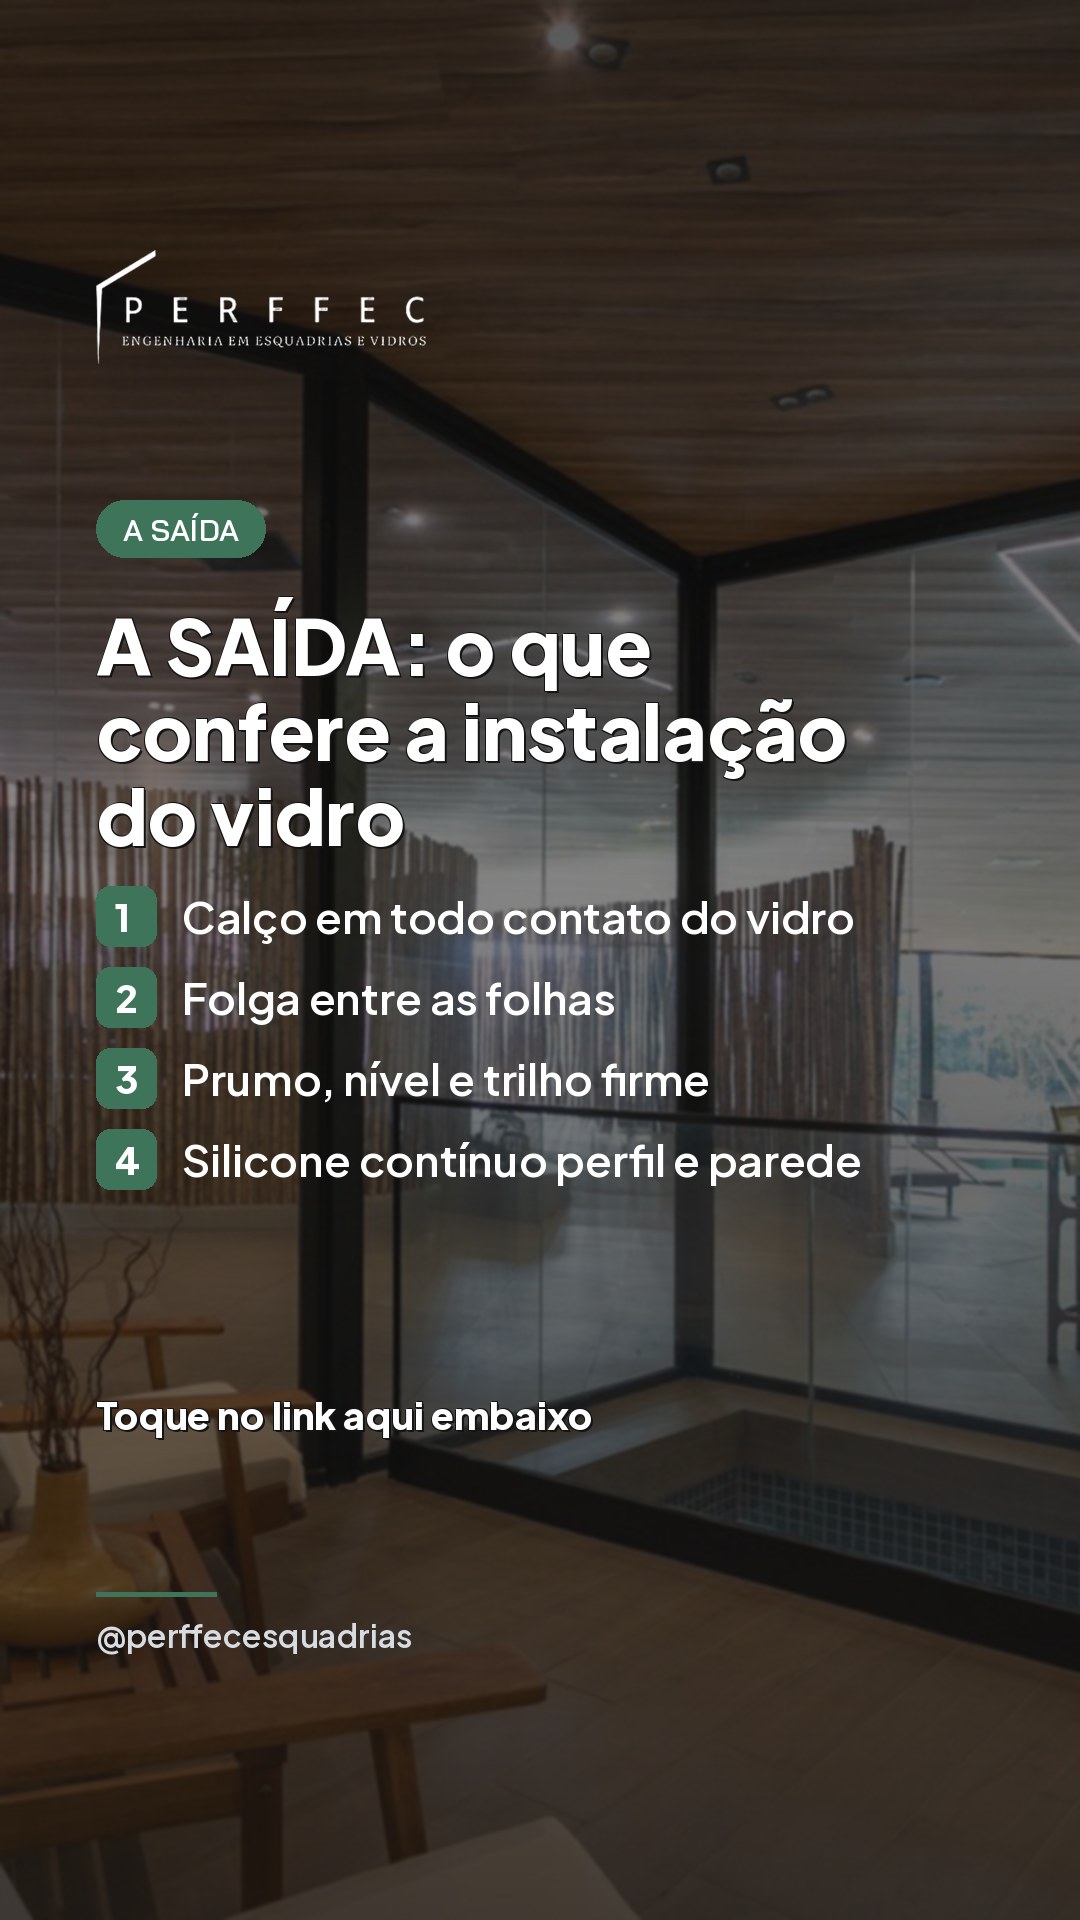 PERFFEC
ENGENHARIA EM ESQUADRIAS E VIDROS
A SAÍDA
A SAÍDA: o que
confere a instalação
do vidro
1 Calço em todo contato do vidro
2 Folga entre as folhas
3 Prumo, nível e trilho firme
4 Silicone contínuo perfil e parede
Toque no link aqui embaixo
@perffecesquadrias